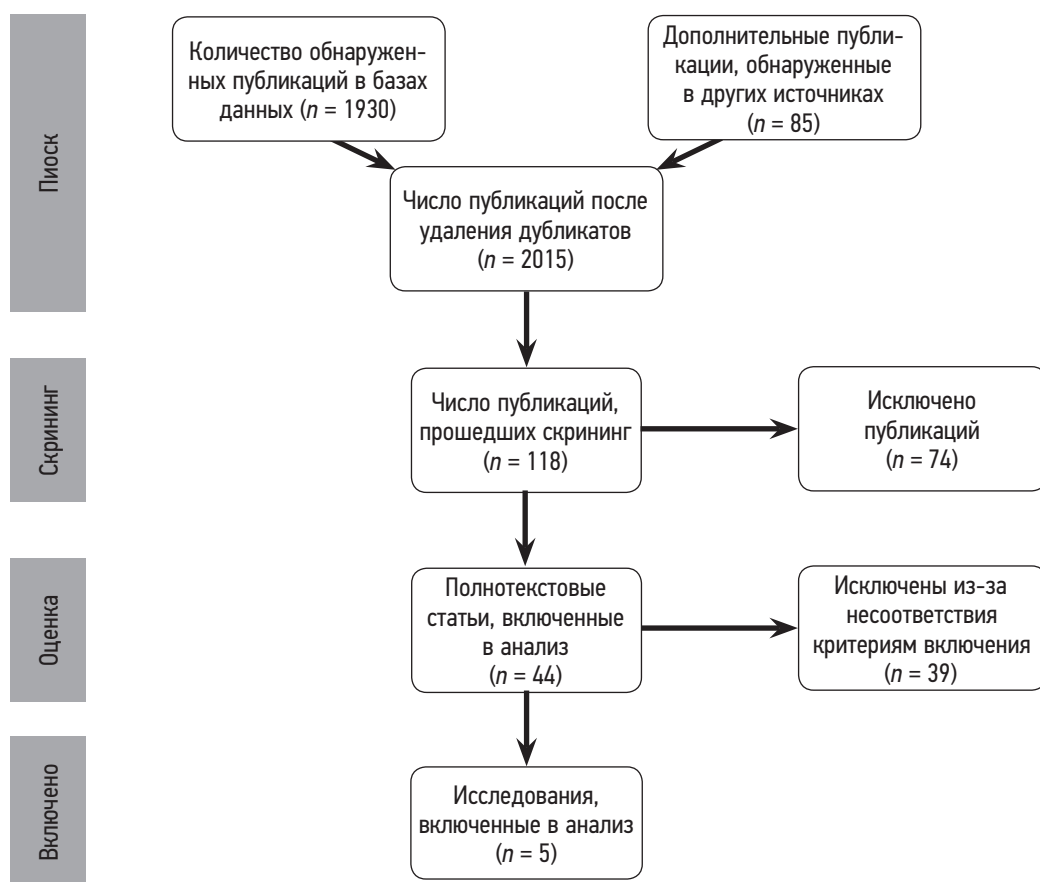 Пиоск
Количество обнаружен-
ных публикаций в базах
данных (n = 1930)
Дополнительные публи-
кации, обнаруженные
в других источниках
(n = 85)
Число публикаций после
удаления дубликатов
(n = 2015)
Скрининг
Число публикаций,
прошедших скрининг
(n = 118)
Исключено
публикаций
(n = 74)
Оценка
Полнотекстовые
статьи, включенные
в анализ
(n = 44)
Исключены из-за
несоответствия
критериям включения
(n = 39)
Включено
Исследования,
включенные в анализ
(n = 5)